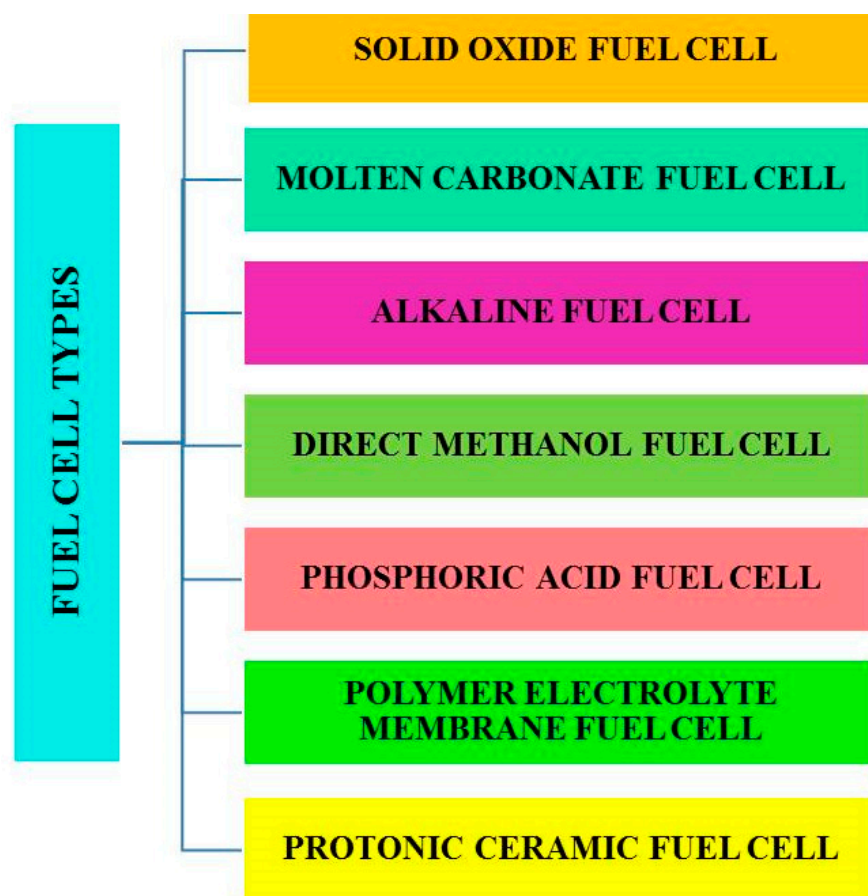 FUEL CELL TYPES
SOLID OXIDE FUEL CELL
MOLTEN CARBONATE FUEL CELL
ALKALINE FUEL CELL
DIRECT METHANOL FUEL CELL
PHOSPHORIC ACID FUEL CELL
POLYMER ELECTROLYTE
MEMBRANE FUEL CELL
PROTONIC CERAMIC FUEL CELL